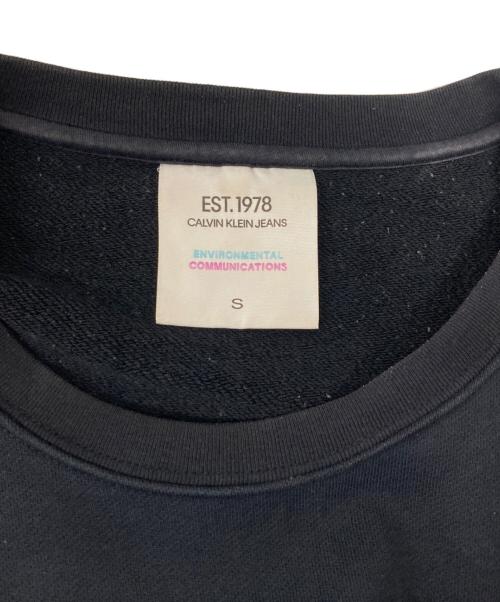 EST.1978
CALVIN KLEIN JEANS
ENVIRONMENTAL
COMMUNICATIONS
S